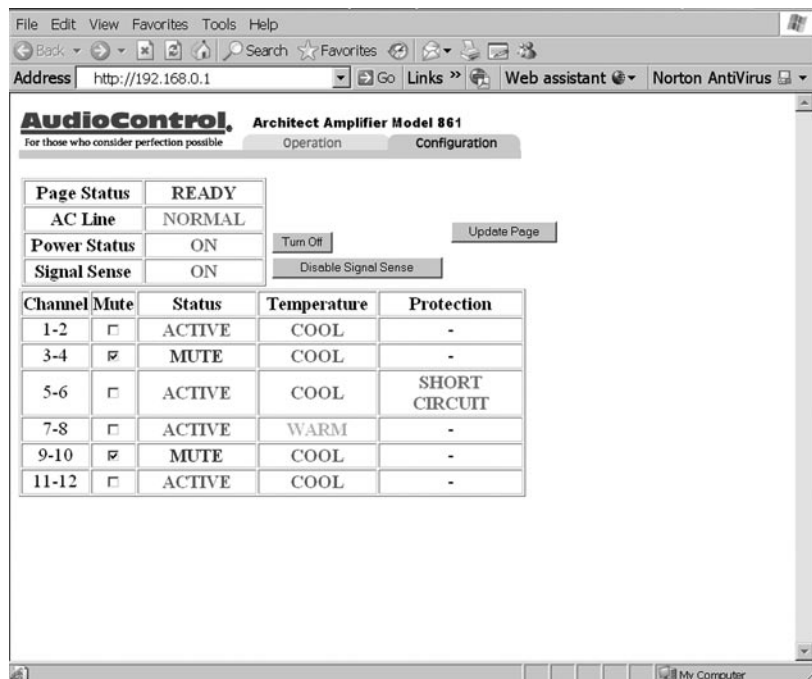 File Edit View Favorites Tools Help
Back Search Favorites
Address http://192.168.0.1 Go Links » Web assistant Norton AntiVirus
AudioControl®
For those who consider perfection possible
Architect Amplifier Model 861
Operation Configuration
Page Status READY
AC Line NORMAL
Power Status ON Turn Off Update Page
Signal Sense ON Disable Signal Sense
Channel Mute Status Temperature Protection
1-2 ACTIVE COOL -
3-4 MUTE COOL -
5-6 ACTIVE COOL SHORT
CIRCUIT
7-8 ACTIVE WARM -
9-10 MUTE COOL -
11-12 ACTIVE COOL -
My Computer